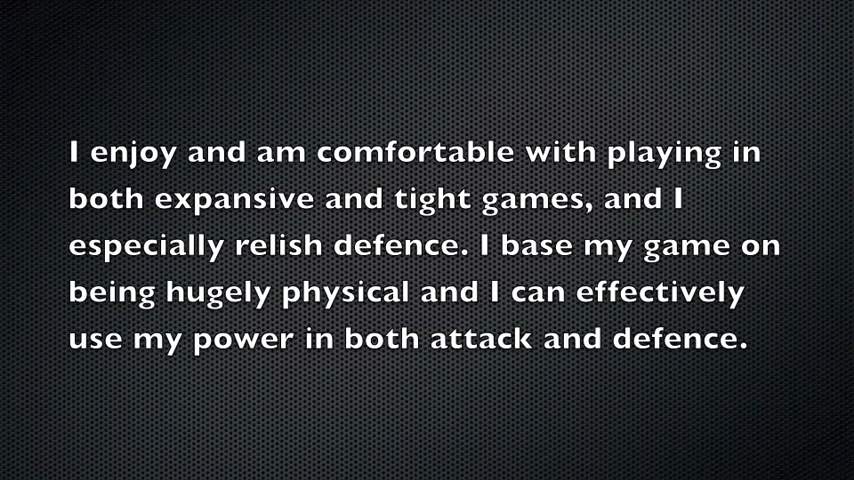 I enjoy and am comfortable with playing in
both expansive and tight games, and I
especially relish defence. I base my game on
being hugely physical and I can effectively
use my power in both attack and defence.